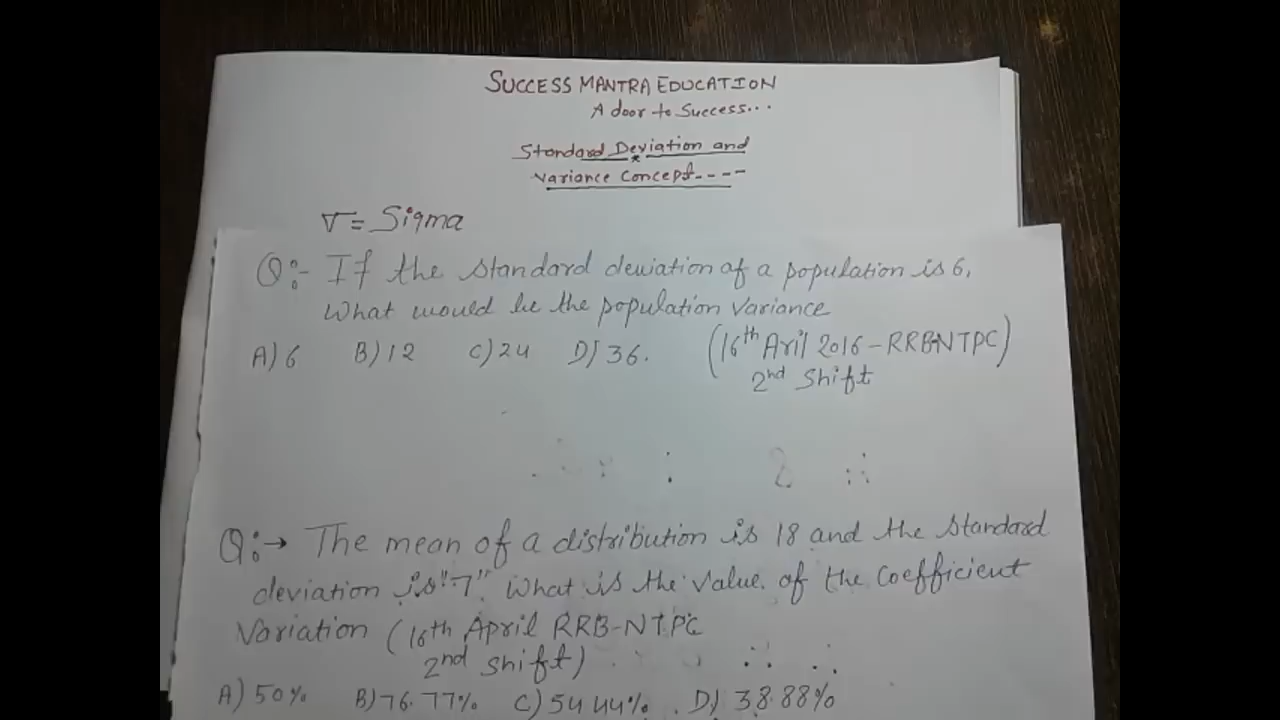 SUCCESS MANTRA EDUCATION
A door to Success...
Standard Deviation and
Variance Concept----
σ = Sigma
Q:- If the standard deviation of a population is 6,
What would be the population variance
A) 6 B) 12 C) 24 D) 36. (16th Aril 2016-RRBNTPC)
2nd Shift
Q:→ The mean of a distribution is 18 and the standard
deviation is "7". What is the value of the Coefficient
Variation (16th April RRB-NTPC
2nd shift)
A) 50% B) 76.77% C) 54.44% . D) 38.88%